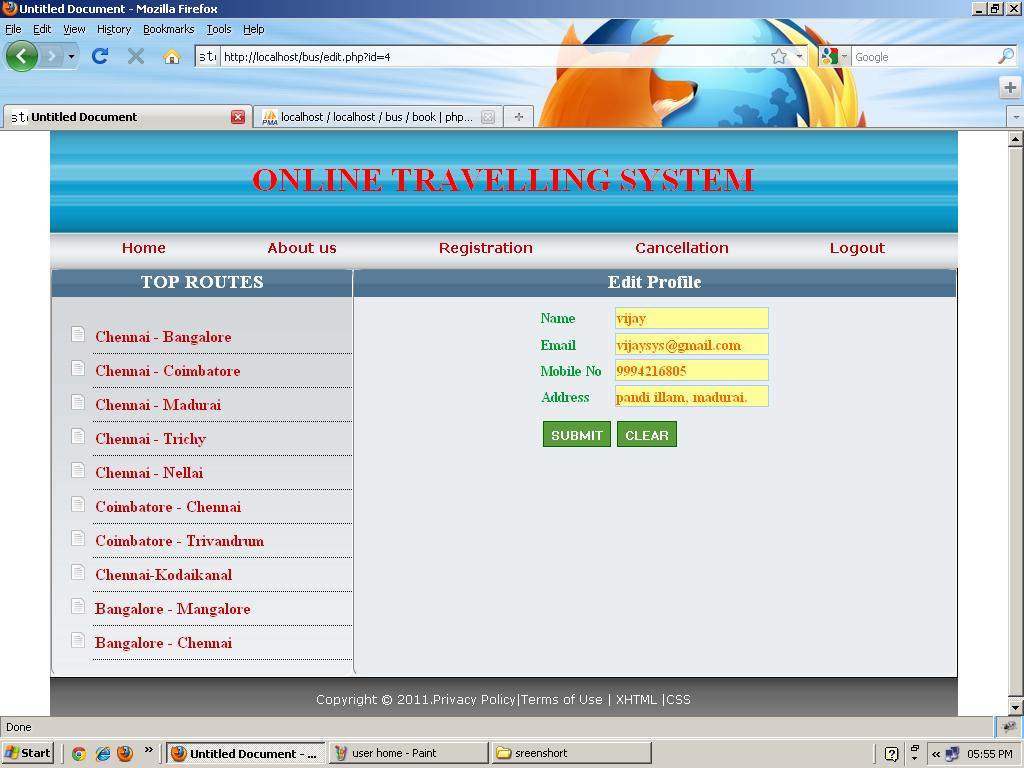 Untitled Document - Mozilla Firefox
File Edit View History Bookmarks Tools Help
http://localhost/bus/edit.php?id=4
Google
Untitled Document
PMA localhost / localhost / bus / book | php...
ONLINE TRAVELLING SYSTEM
Home About us Registration Cancellation Logout
TOP ROUTES
Chennai - Bangalore
Chennai - Coimbatore
Chennai - Madurai
Chennai - Trichy
Chennai - Nellai
Coimbatore - Chennai
Coimbatore - Trivandrum
Chennai-Kodaikanal
Bangalore - Mangalore
Bangalore - Chennai
Edit Profile
Name vijay
Email vijaysys@gmail.com
Mobile No 9994216805
Address pandi illam, madurai.
SUBMIT CLEAR
Copyright © 2011.Privacy Policy|Terms of Use | XHTML |CSS
Done
Start
Untitled Document - ...
user home - Paint
sreenshort
05:55 PM